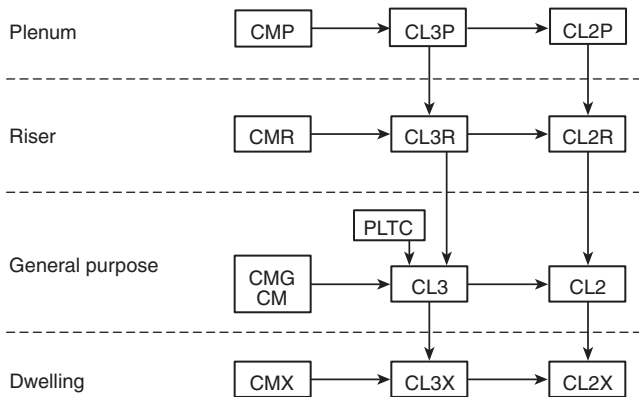 Plenum
CMP
CL3P
CL2P
Riser
CMR
CL3R
CL2R
PLTC
General purpose
CMG
CM
CL3
CL2
Dwelling
CMX
CL3X
CL2X